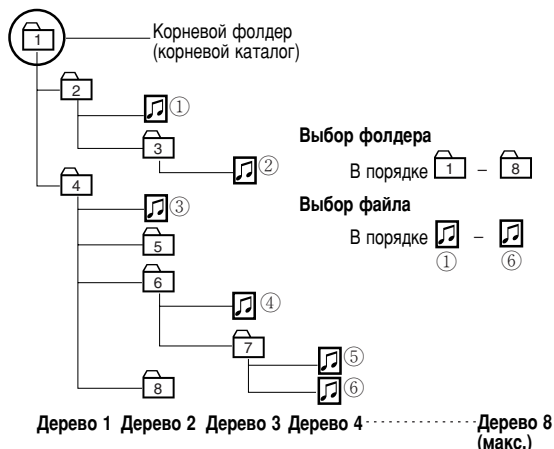 1
Корневой фолдер
(корневой каталог)
2
①
3
②
4
③
5
6
④
7
⑤
⑥
8
Выбор фолдера
В порядке 1 – 8
Выбор файла
В порядке –
① ⑥
Дерево 1 Дерево 2 Дерево 3 Дерево 4 Дерево 8
(макс.)